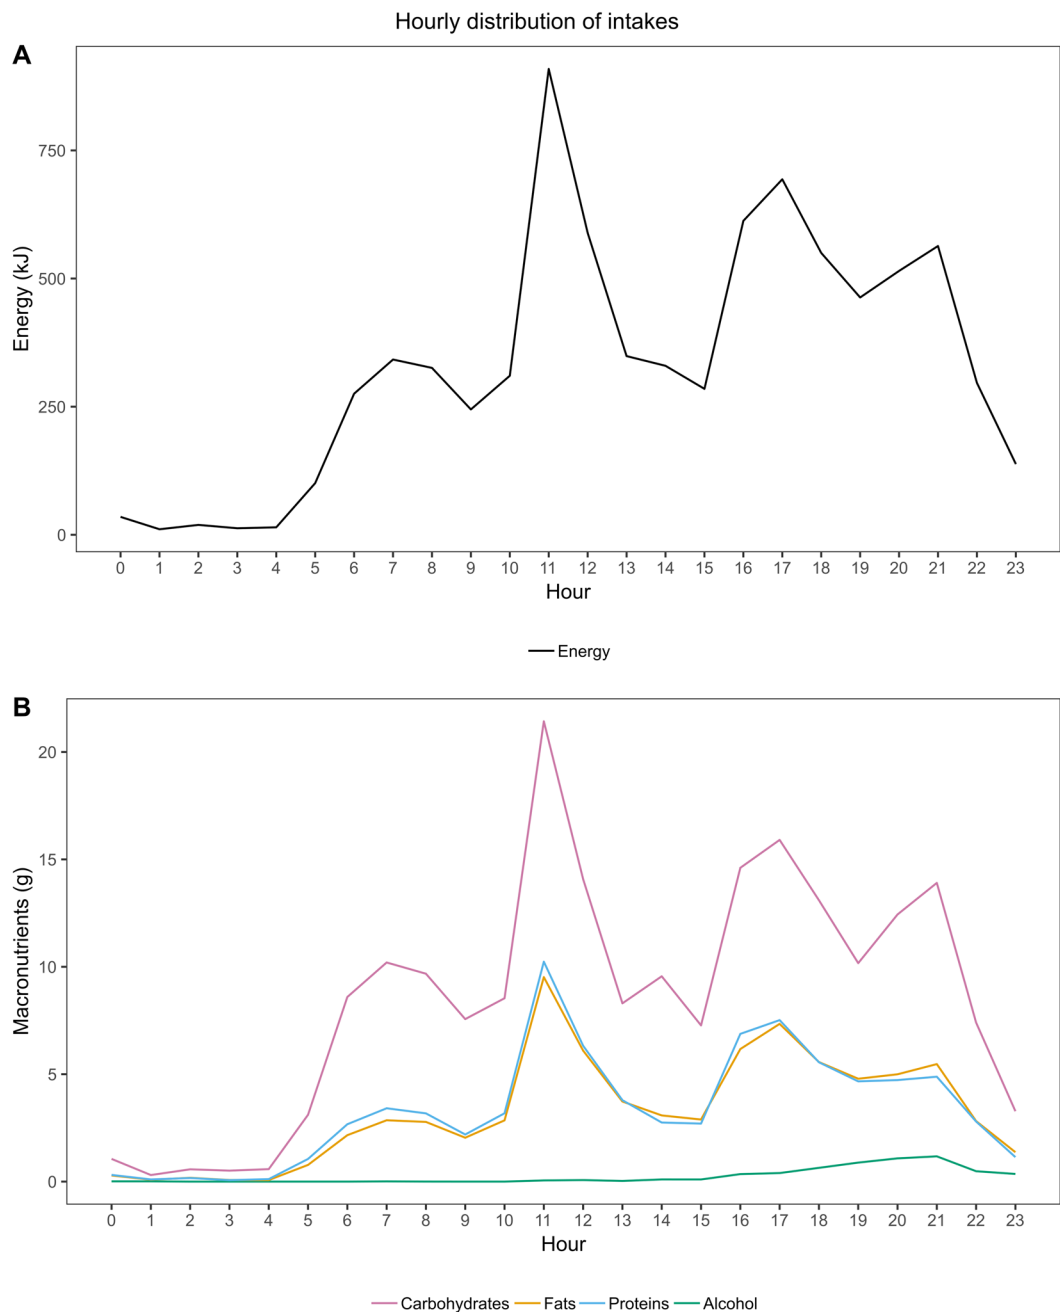 Hourly distribution of intakes
A
Energy (kJ)
750
500
250
0
0 1 2 3 4 5 6 7 8 9 10 11 12 13 14 15 16 17 18 19 20 21 22 23
Hour
Energy
B
Macronutrients (g)
20
15
10
5
0
0 1 2 3 4 5 6 7 8 9 10 11 12 13 14 15 16 17 18 19 20 21 22 23
Hour
Carbohydrates Fats Proteins Alcohol